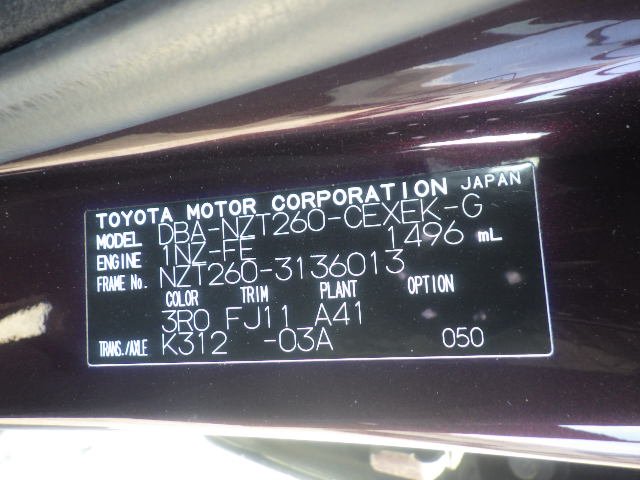 TOYOTA MOTOR CORPORATION JAPAN
MODEL DBA-NZT260-CEXEK-G
ENGINE 1NZ-FE 1496 mL
FRAME No. NZT260-3136013
COLOR TRIM PLANT OPTION
3R0 FJ11 A41
TRANS./AXLE K312 -03A 050